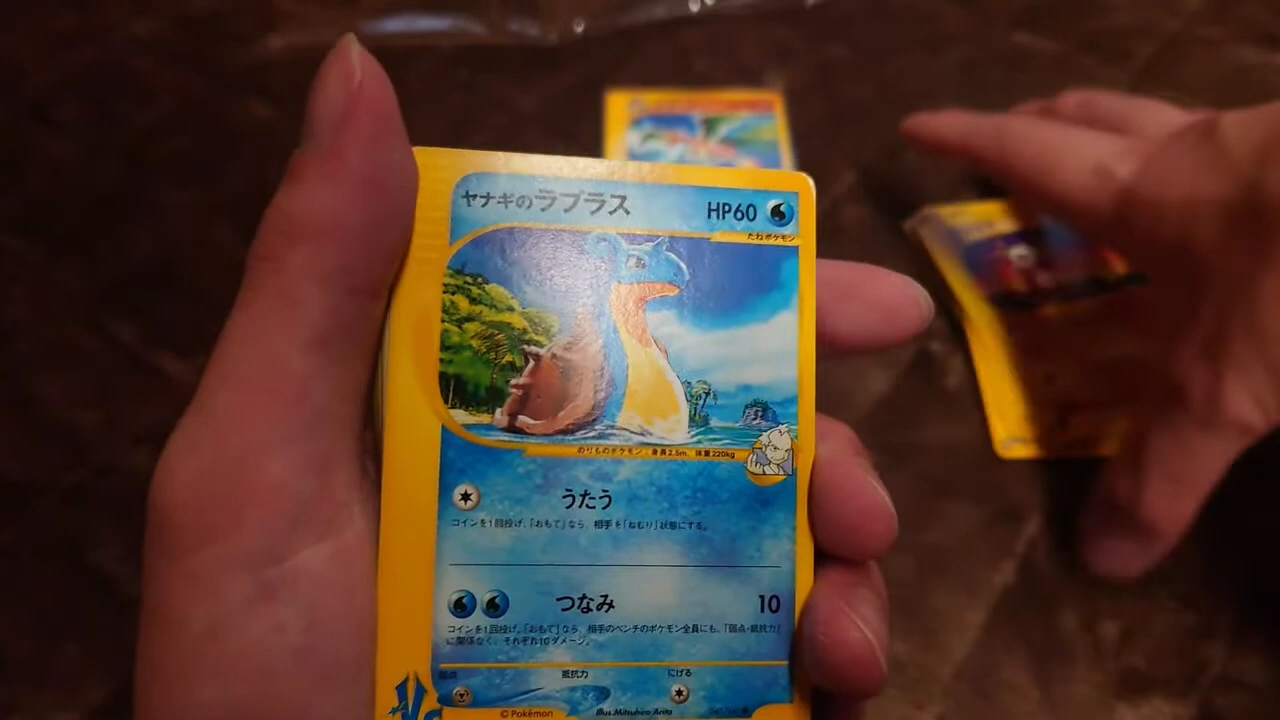 ヤナギのラプラス
HP60
たねポケモン
のりものポケモン 身長2.5m、体重220kg
うたう
コインを1回投げ、「おもて」なら、相手を「ねむり」状態にする。
つなみ 10
コインを1回投げ、「おもて」なら、相手のベンチのポケモン全員にも、「弱点・抵抗力」
に関係なく、それぞれ10ダメージ。
弱点 抵抗力 にげる
©Pokémon Illus.Mitsuhiro Arita